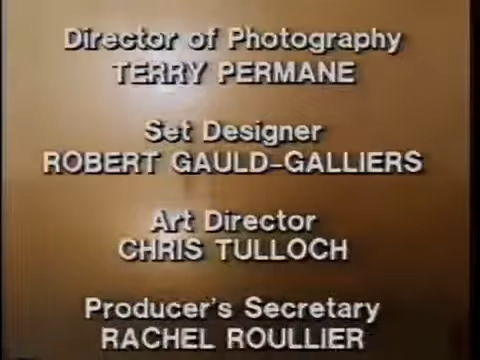 Director of Photography
TERRY PERMANE
Set Designer
ROBERT GAULD-GALLIERS
Art Director
CHRIS TULLOCH
Producer's Secretary
RACHEL ROULLIER